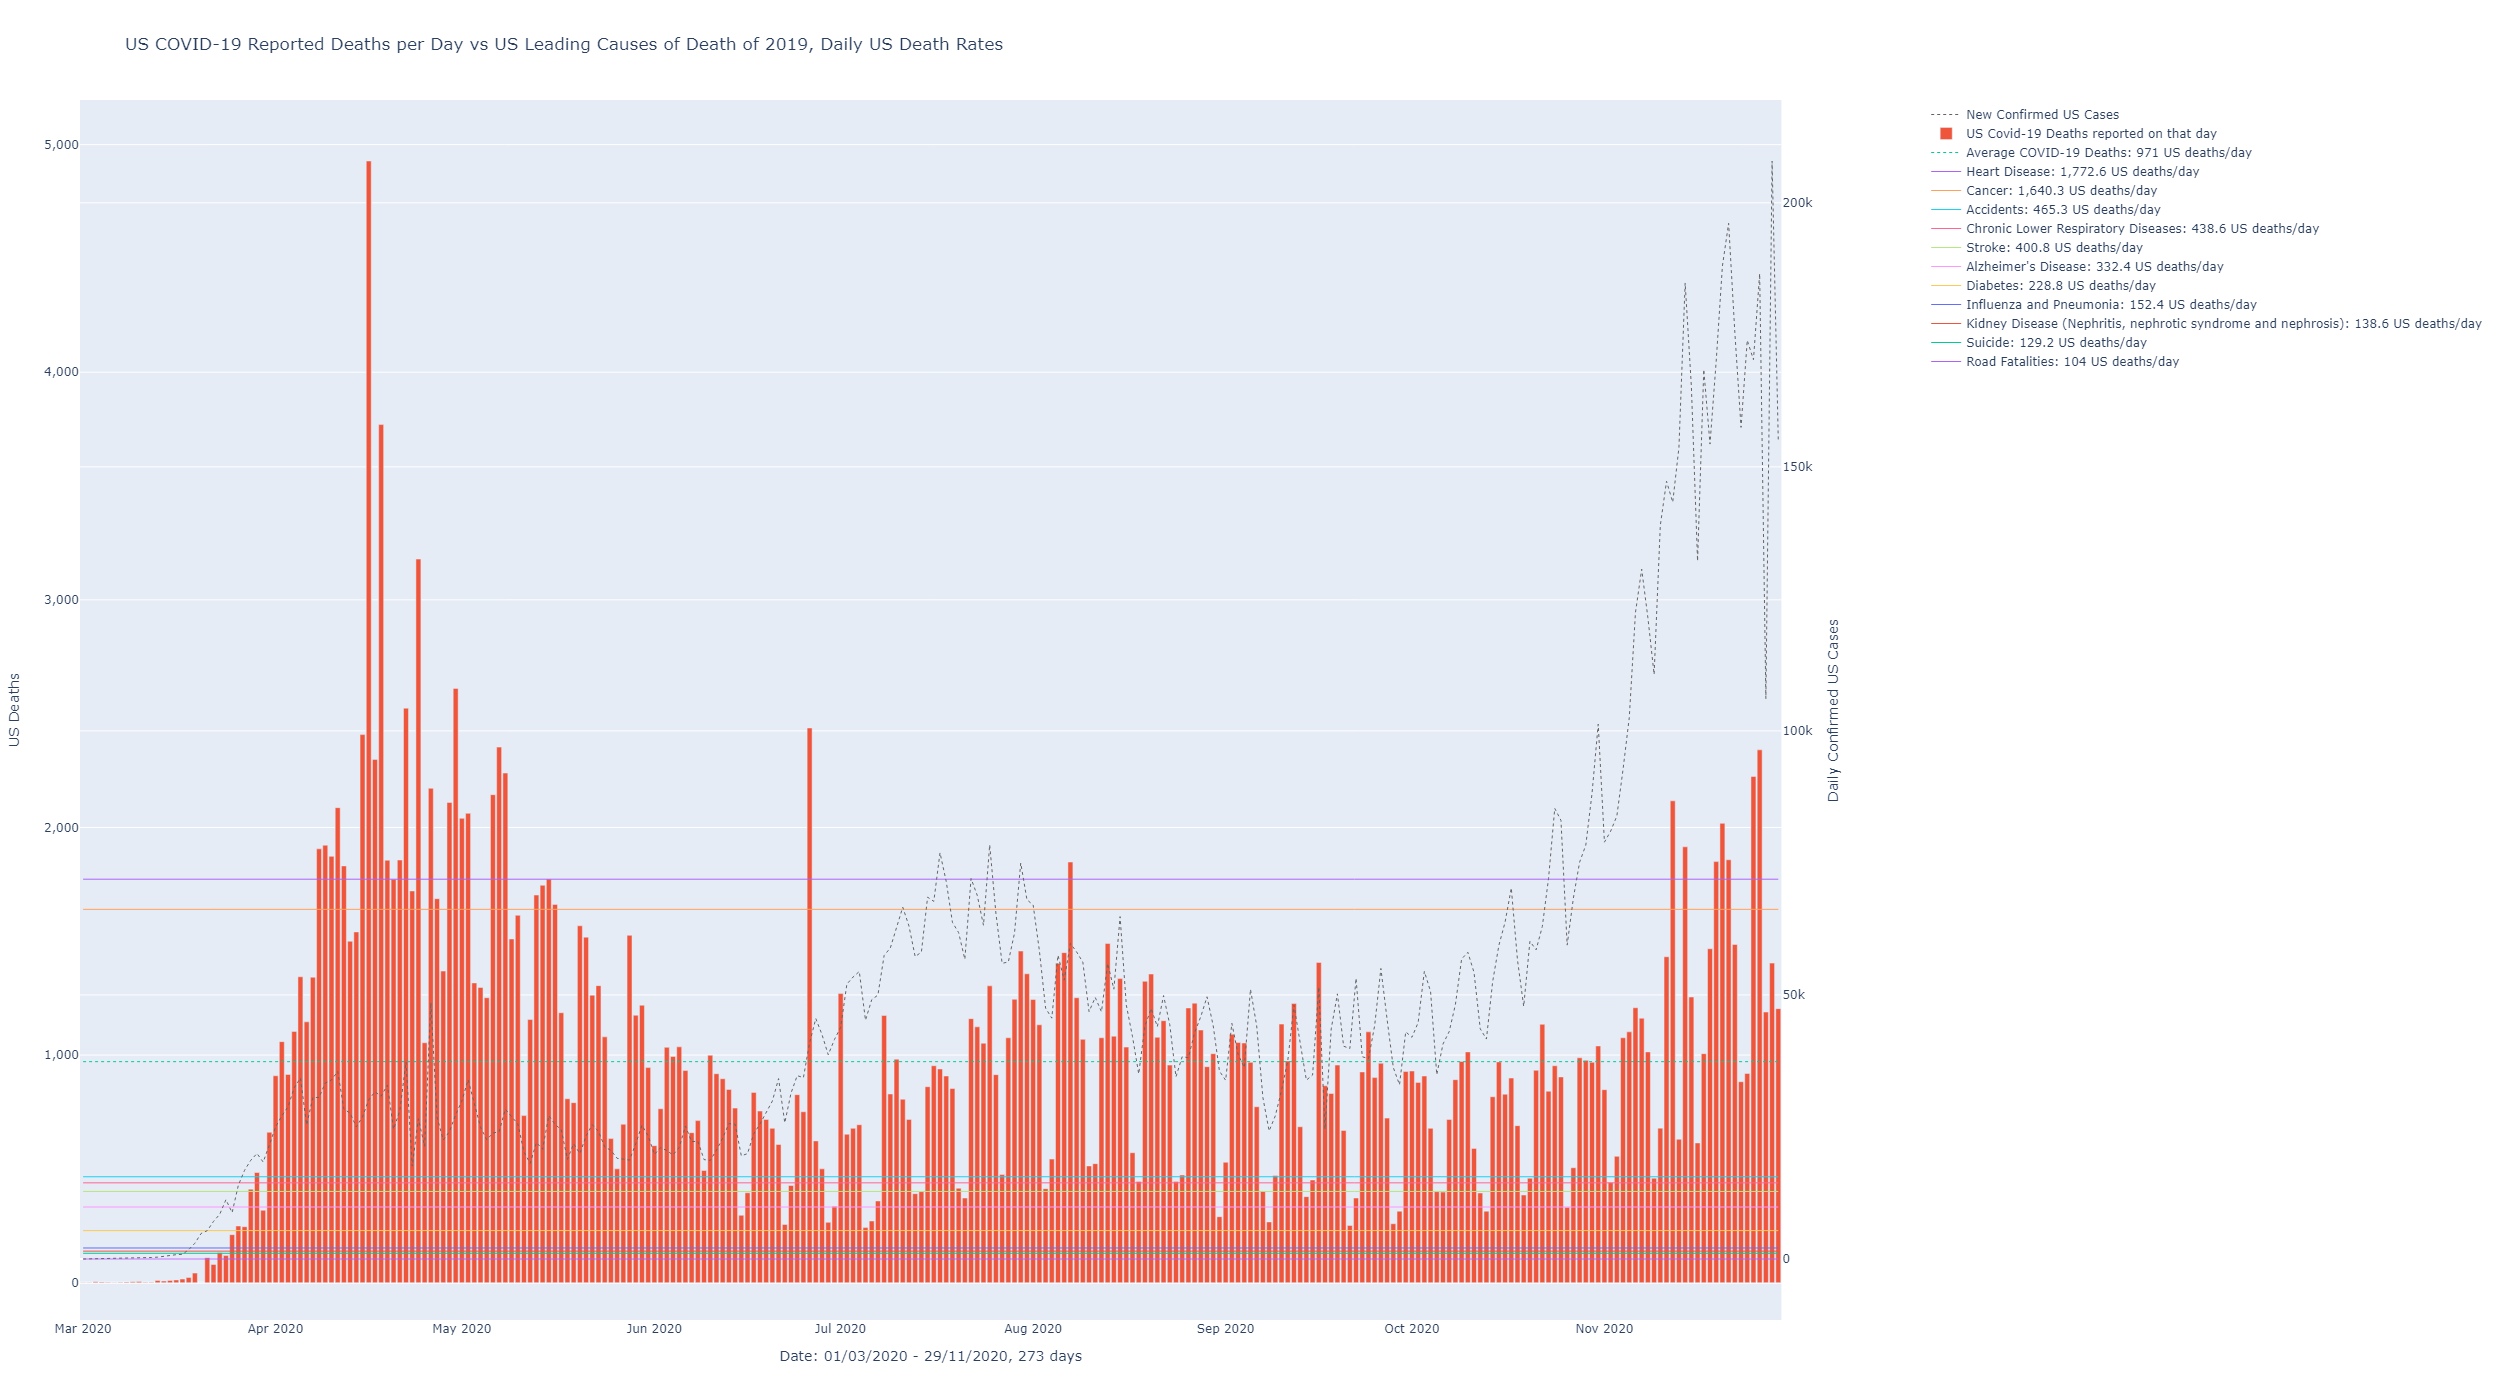 US COVID-19 Reported Deaths per Day vs US Leading Causes of Death of 2019, Daily US Death Rates
New Confirmed US Cases
US Covid-19 Deaths reported on that day
Average COVID-19 Deaths: 971 US deaths/day
Heart Disease: 1,772.6 US deaths/day
Cancer: 1,640.3 US deaths/day
Accidents: 465.3 US deaths/day
Chronic Lower Respiratory Diseases: 438.6 US deaths/day
Stroke: 400.8 US deaths/day
Alzheimer's Disease: 332.4 US deaths/day
Diabetes: 228.8 US deaths/day
Influenza and Pneumonia: 152.4 US deaths/day
Kidney Disease (Nephritis, nephrotic syndrome and nephrosis): 138.6 US deaths/day
Suicide: 129.2 US deaths/day
Road Fatalities: 104 US deaths/day
US Deaths
5,000
4,000
3,000
2,000
1,000
0
200k
150k
100k
50k
0
Daily Confirmed US Cases
Mar 2020
Apr 2020
May 2020
Jun 2020
Jul 2020
Aug 2020
Sep 2020
Oct 2020
Nov 2020
Date: 01/03/2020 - 29/11/2020, 273 days